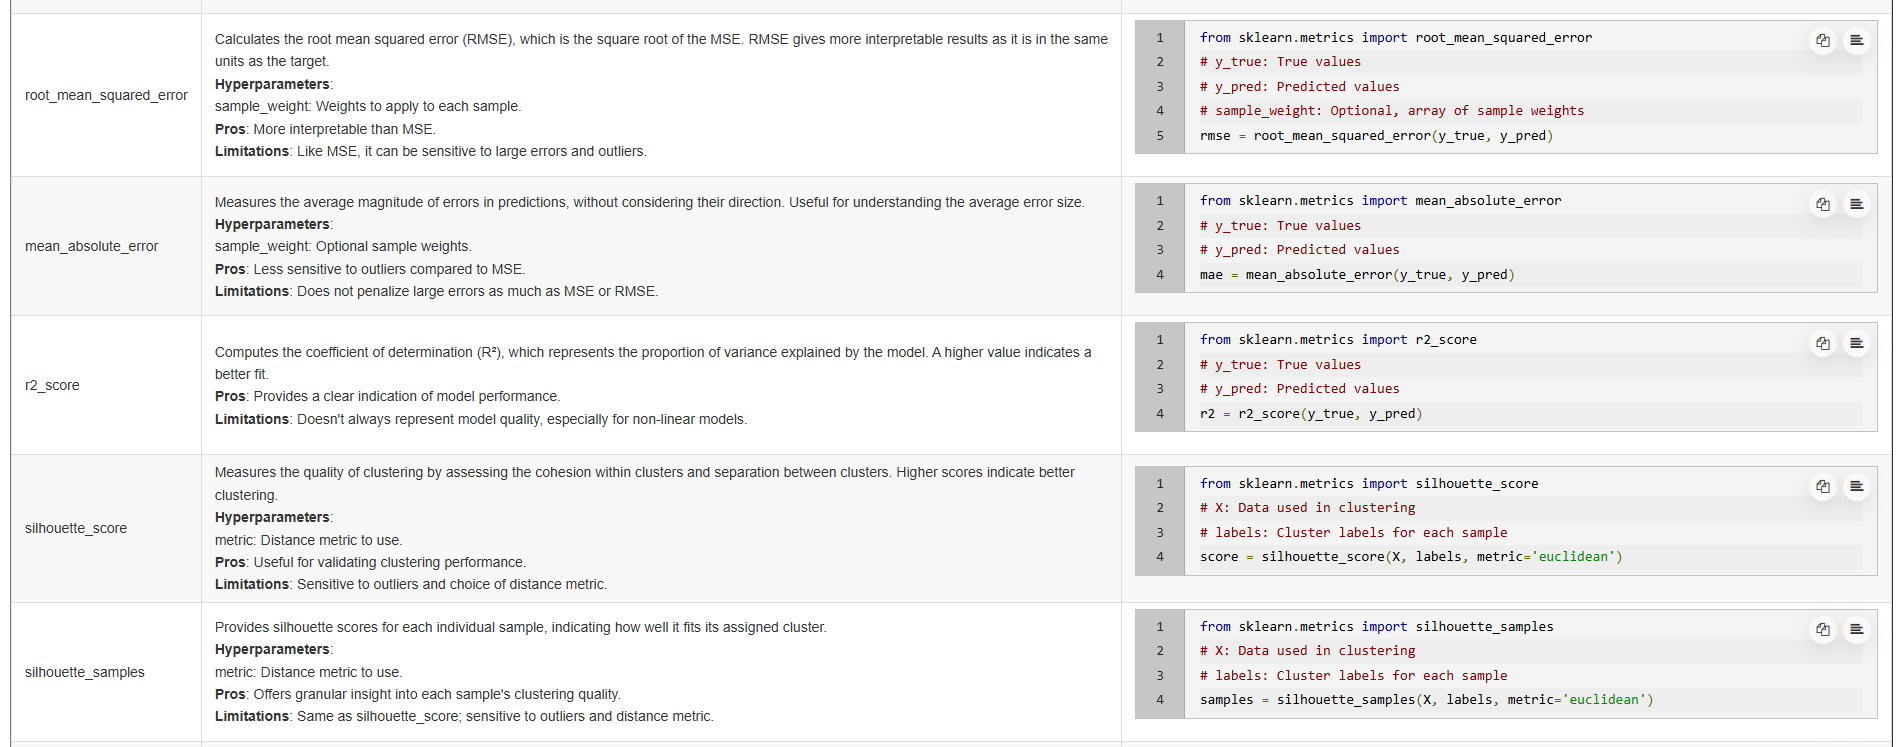 root_mean_squared_error
Calculates the root mean squared error (RMSE), which is the square root of the MSE. RMSE gives more interpretable results as it is in the same
units as the target.
Hyperparameters:
sample_weight: Weights to apply to each sample.
Pros: More interpretable than MSE.
Limitations: Like MSE, it can be sensitive to large errors and outliers.
1 from sklearn.metrics import root_mean_squared_error
2 # y_true: True values
3 # y_pred: Predicted values
4 # sample_weight: Optional, array of sample weights
5 rmse = root_mean_squared_error(y_true, y_pred)
mean_absolute_error
Measures the average magnitude of errors in predictions, without considering their direction. Useful for understanding the average error size.
Hyperparameters:
sample_weight: Optional sample weights.
Pros: Less sensitive to outliers compared to MSE.
Limitations: Does not penalize large errors as much as MSE or RMSE.
1 from sklearn.metrics import mean_absolute_error
2 # y_true: True values
3 # y_pred: Predicted values
4 mae = mean_absolute_error(y_true, y_pred)
r2_score
Computes the coefficient of determination (R²), which represents the proportion of variance explained by the model. A higher value indicates a
better fit.
Pros: Provides a clear indication of model performance.
Limitations: Doesn't always represent model quality, especially for non-linear models.
1 from sklearn.metrics import r2_score
2 # y_true: True values
3 # y_pred: Predicted values
4 r2 = r2_score(y_true, y_pred)
silhouette_score
Measures the quality of clustering by assessing the cohesion within clusters and separation between clusters. Higher scores indicate better
clustering.
Hyperparameters:
metric: Distance metric to use.
Pros: Useful for validating clustering performance.
Limitations: Sensitive to outliers and choice of distance metric.
1 from sklearn.metrics import silhouette_score
2 # X: Data used in clustering
3 # labels: Cluster labels for each sample
4 score = silhouette_score(X, labels, metric='euclidean')
silhouette_samples
Provides silhouette scores for each individual sample, indicating how well it fits its assigned cluster.
Hyperparameters:
metric: Distance metric to use.
Pros: Offers granular insight into each sample's clustering quality.
Limitations: Same as silhouette_score; sensitive to outliers and distance metric.
1 from sklearn.metrics import silhouette_samples
2 # X: Data used in clustering
3 # labels: Cluster labels for each sample
4 samples = silhouette_samples(X, labels, metric='euclidean')